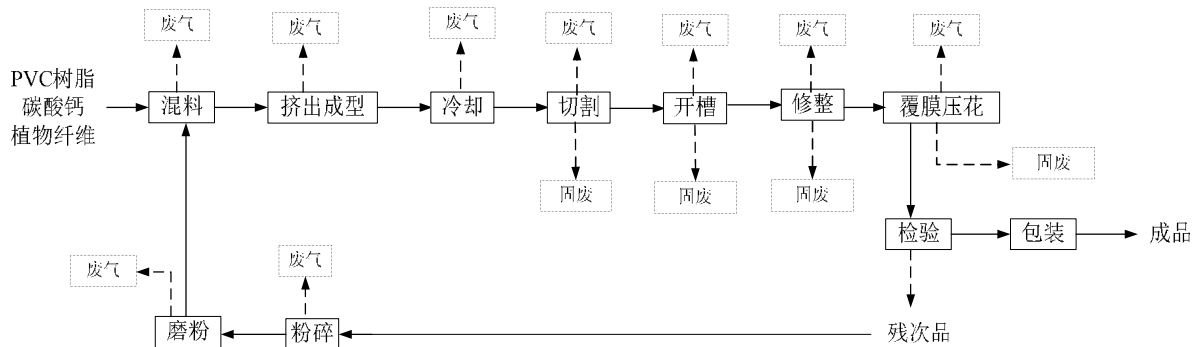 废气
废气
废气
废气
废气
废气
废气
PVC树脂
碳酸钙
植物纤维
混料
挤出成型
冷却
切割
开槽
修整
覆膜压花
固废
固废
固废
固废
检验
包装
成品
废气
废气
磨粉
粉碎
残次品